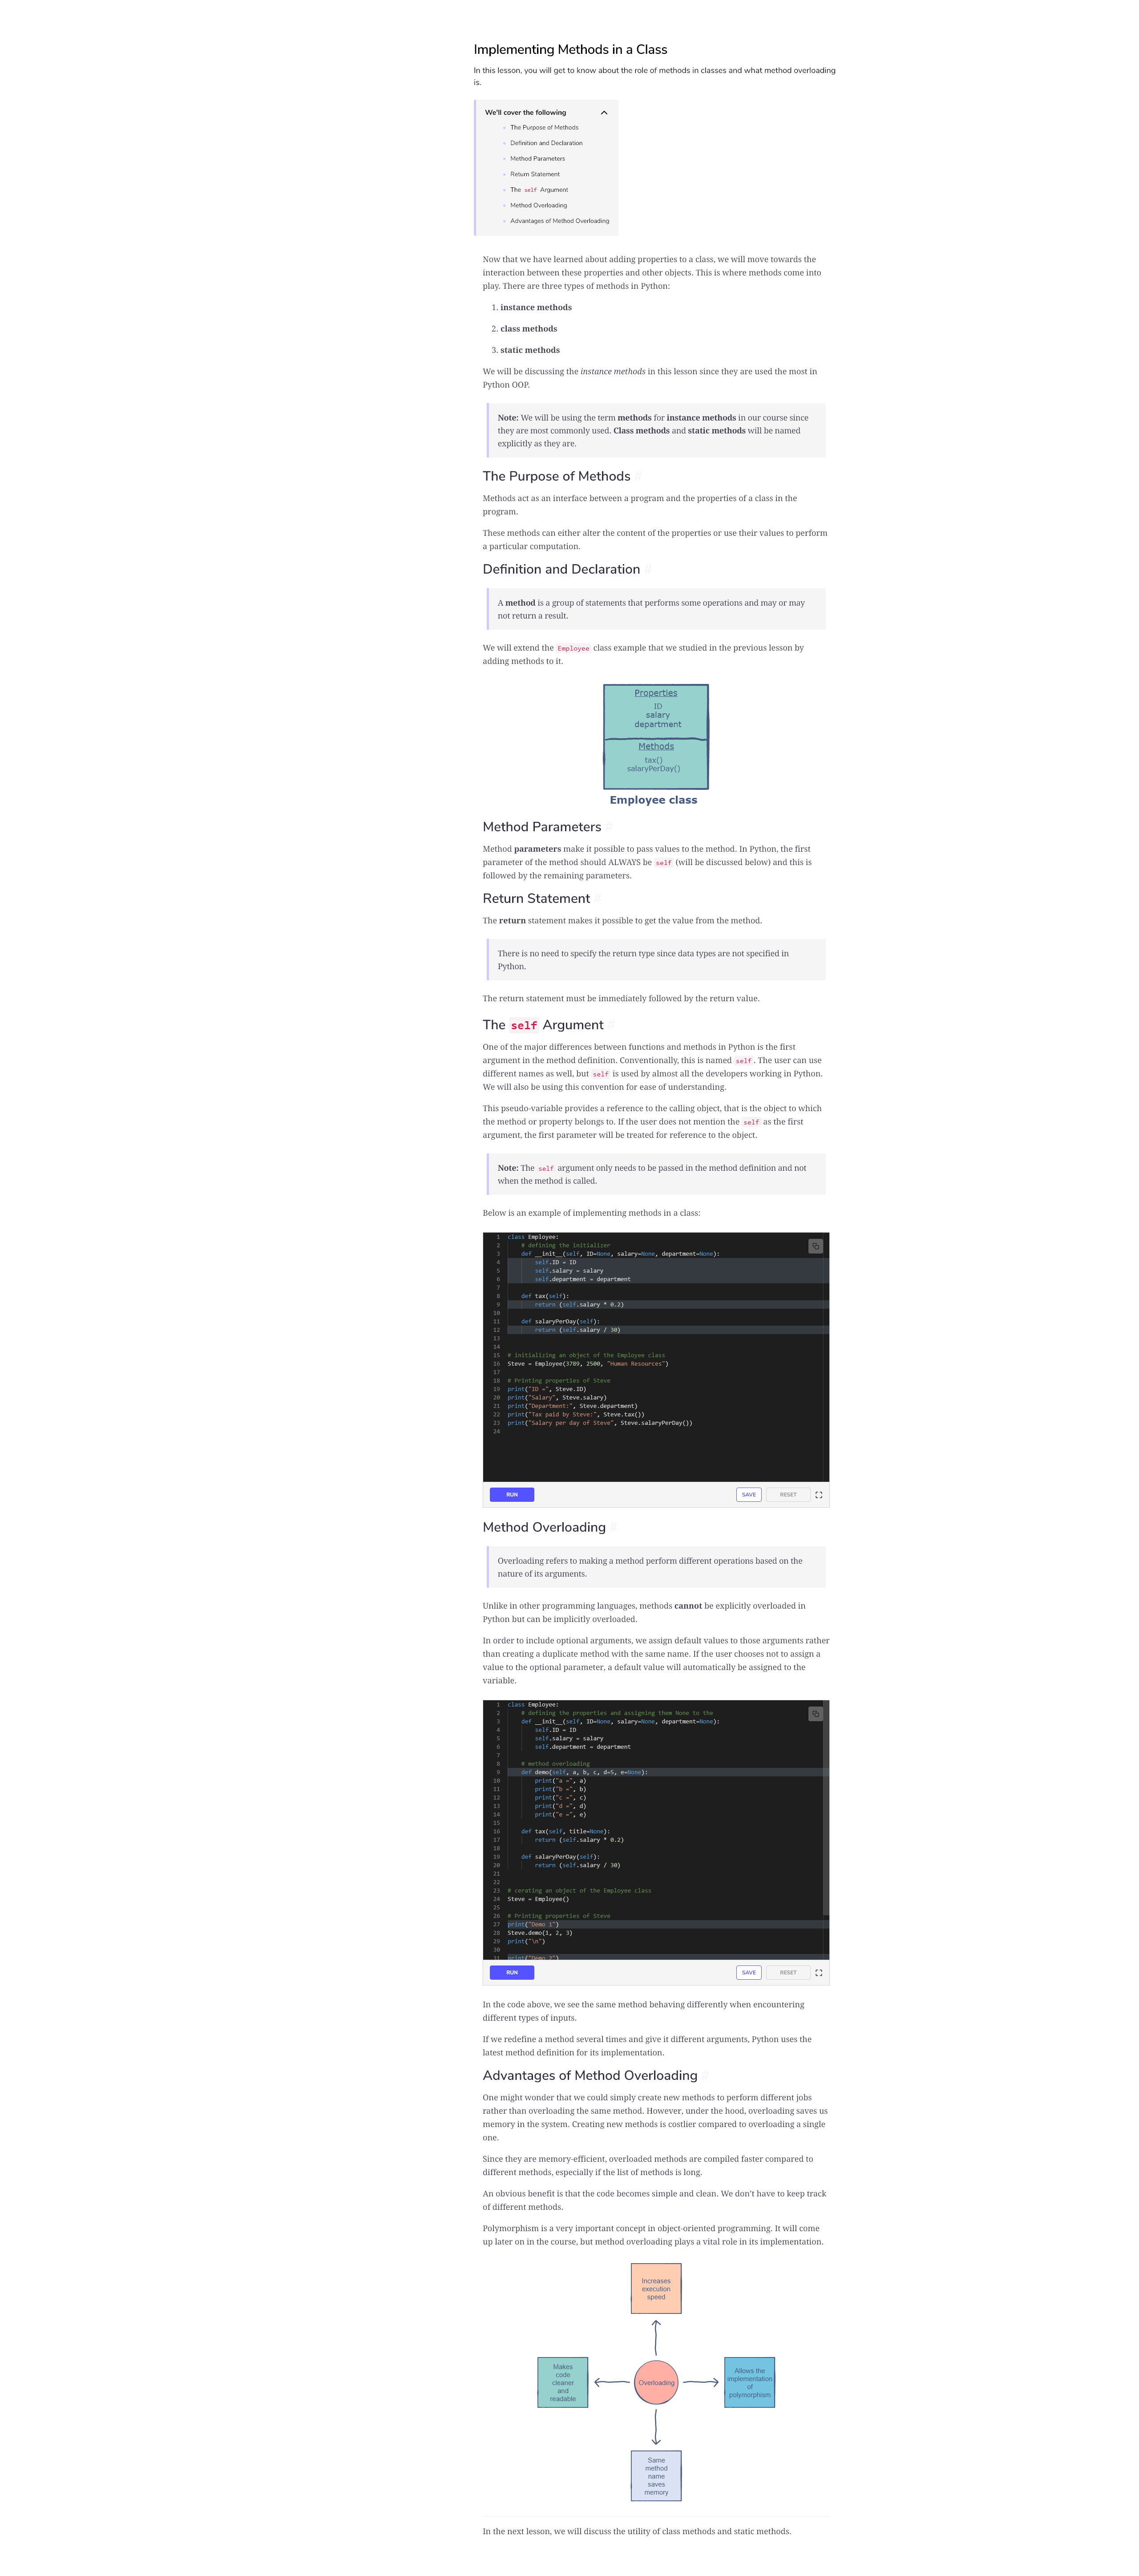 Implementing Methods in a Class
In this lesson, you will get to know about the role of methods in classes and what method overloading
is.
We'll cover the following
The Purpose of Methods
Definition and Declaration
Method Parameters
Return Statement
The self Argument
Method Overloading
Advantages of Method Overloading
Now that we have learned about adding properties to a class, we will move towards the
interaction between these properties and other objects. This is where methods come into
play. There are three types of methods in Python:
1. instance methods
2. class methods
3. static methods
We will be discussing the instance methods in this lesson since they are used the most in
Python OOP.
Note: We will be using the term methods for instance methods in our course since
they are most commonly used. Class methods and static methods will be named
explicitly as they are.
The Purpose of Methods #
Methods act as an interface between a program and the properties of a class in the
program.
These methods can either alter the content of the properties or use their values to perform
a particular computation.
Definition and Declaration #
A method is a group of statements that performs some operations and may or may
not return a result.
We will extend the Employee class example that we studied in the previous lesson by
adding methods to it.
Properties
ID
salary
department
Methods
tax()
salaryPerDay()
Employee class
Method Parameters #
Method parameters make it possible to pass values to the method. In Python, the first
parameter of the method should ALWAYS be self (will be discussed below) and this is
followed by the remaining parameters.
Return Statement #
The return statement makes it possible to get the value from the method.
There is no need to specify the return type since data types are not specified in
Python.
The return statement must be immediately followed by the return value.
The self Argument #
One of the major differences between functions and methods in Python is the first
argument in the method definition. Conventionally, this is named self. The user can use
different names as well, but self is used by almost all the developers working in Python.
We will also be using this convention for ease of understanding.
This pseudo-variable provides a reference to the calling object, that is the object to which
the method or property belongs to. If the user does not mention the self as the first
argument, the first parameter will be treated for reference to the object.
Note: The self argument only needs to be passed in the method definition and not
when the method is called.
Below is an example of implementing methods in a class:
1 class Employee:
2 # defining the initializer
3 def __init__(self, ID=None, salary=None, department=None):
4 self.ID = ID
5 self.salary = salary
6 self.department = department
7
8 def tax(self):
9 return (self.salary * 0.2)
10
11 def salaryPerDay(self):
12 return (self.salary / 30)
13
14
15 # Initializing an object of the Employee class
16 Steve = Employee(3789, 2500, "Human Resources")
17
18 # Printing properties of Steve
19 print("ID =", Steve.ID)
20 print("Salary", Steve.salary)
21 print("Department:", Steve.department)
22 print("Tax paid by Steve:", Steve.tax())
23 print("Salary per day of Steve", Steve.salaryPerDay())
24
RUN SAVE RESET
Method Overloading #
Overloading refers to making a method perform different operations based on the
nature of its arguments.
Unlike in other programming languages, methods cannot be explicitly overloaded in
Python but can be implicitly overloaded.
In order to include optional arguments, we assign default values to those arguments rather
than creating a duplicate method with the same name. If the user chooses not to assign a
value to the optional parameter, a default value will automatically be assigned to the
variable.
1 class Employee:
2 # defining the properties and assigning them None to the
3 def __init__(self, ID=None, salary=None, department=None):
4 self.ID = ID
5 self.salary = salary
6 self.department = department
7
8 # method overloading
9 def demo(self, a, b, c, d=5, e=None):
10 print("a =", a)
11 print("b =", b)
12 print("c =", c)
13 print("d =", d)
14 print("e =", e)
15
16 def tax(self, title=None):
17 return (self.salary * 0.2)
18
19 def salaryPerDay(self):
20 return (self.salary / 30)
21
22
23 # cerating an object of the Employee class
24 Steve = Employee()
25
26 # Printing properties of Steve
27 print("Demo 1")
28 Steve.demo(1, 2, 3)
29 print("\n")
30
31 print("Demo 2")
RUN SAVE RESET
In the code above, we see the same method behaving differently when encountering
different types of inputs.
If we redefine a method several times and give it different arguments, Python uses the
latest method definition for its implementation.
Advantages of Method Overloading #
One might wonder that we could simply create new methods to perform different jobs
rather than overloading the same method. However, under the hood, overloading saves us
memory in the system. Creating new methods is costlier compared to overloading a single
one.
Since they are memory-efficient, overloaded methods are compiled faster compared to
different methods, especially if the list of methods is long.
An obvious benefit is that the code becomes simple and clean. We don't have to keep track
of different methods.
Polymorphism is a very important concept in object-oriented programming. It will come
up later on in the course, but method overloading plays a vital role in its implementation.
Increases
execution
speed
Makes
code
cleaner
and
readable
Overloading
Allows the
implementation
of
polymorphism
Same
method
name
saves
memory
In the next lesson, we will discuss the utility of class methods and static methods.